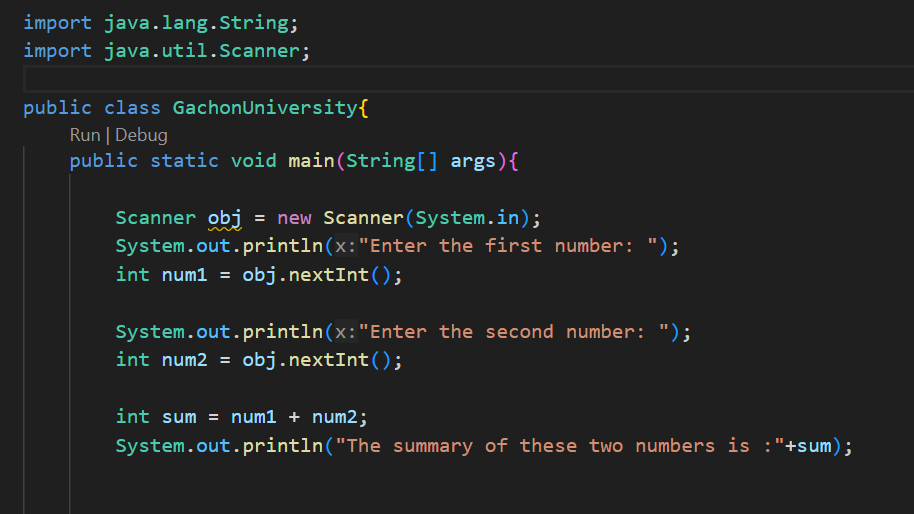 import java.lang.String;
import java.util.Scanner;
public class GachonUniversity{
Run | Debug
public static void main(String[] args){
Scanner obj = new Scanner(System.in);
System.out.println(x:"Enter the first number: ");
int num1 = obj.nextInt();
System.out.println(x:"Enter the second number: ");
int num2 = obj.nextInt();
int sum = num1 + num2;
System.out.println("The summary of these two numbers is :"+sum);